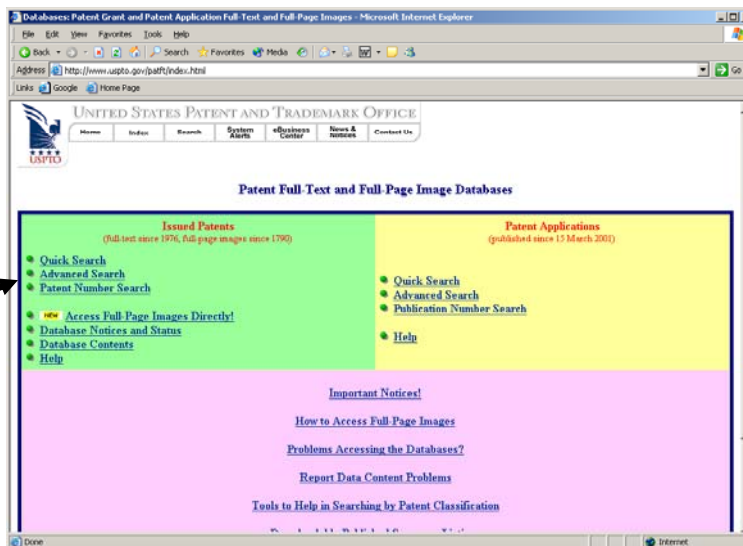 Databases: Patent Grant and Patent Application Full-Text and Full-Page Images - Microsoft Internet Explorer
File Edit View Favorites Tools Help
Back Search Favorites Media
Address http://www.uspto.gov/patft/index.html Go
Links Google Home Page
UNITED STATES PATENT AND TRADEMARK OFFICE
Home Index Search System Alerts eBusiness Center News & Notices Contact Us
USPTO
Patent Full-Text and Full-Page Image Databases
Issued Patents
(full-text since 1976, full-page images since 1790)
Quick Search
Advanced Search
Patent Number Search
NEW Access Full-Page Images Directly!
Database Notices and Status
Database Contents
Help
Patent Applications
(published since 15 March 2001)
Quick Search
Advanced Search
Publication Number Search
Help
Important Notices!
How to Access Full-Page Images
Problems Accessing the Databases?
Report Data Content Problems
Tools to Help in Searching by Patent Classification
Done Internet